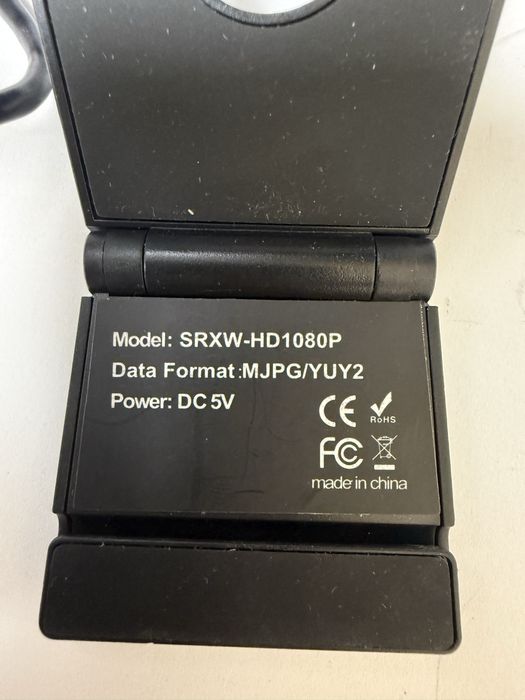 Model: SRXW-HD1080P
Data Format:MJPG/YUY2
Power: DC 5V
CE
RoHS
FC
made in china